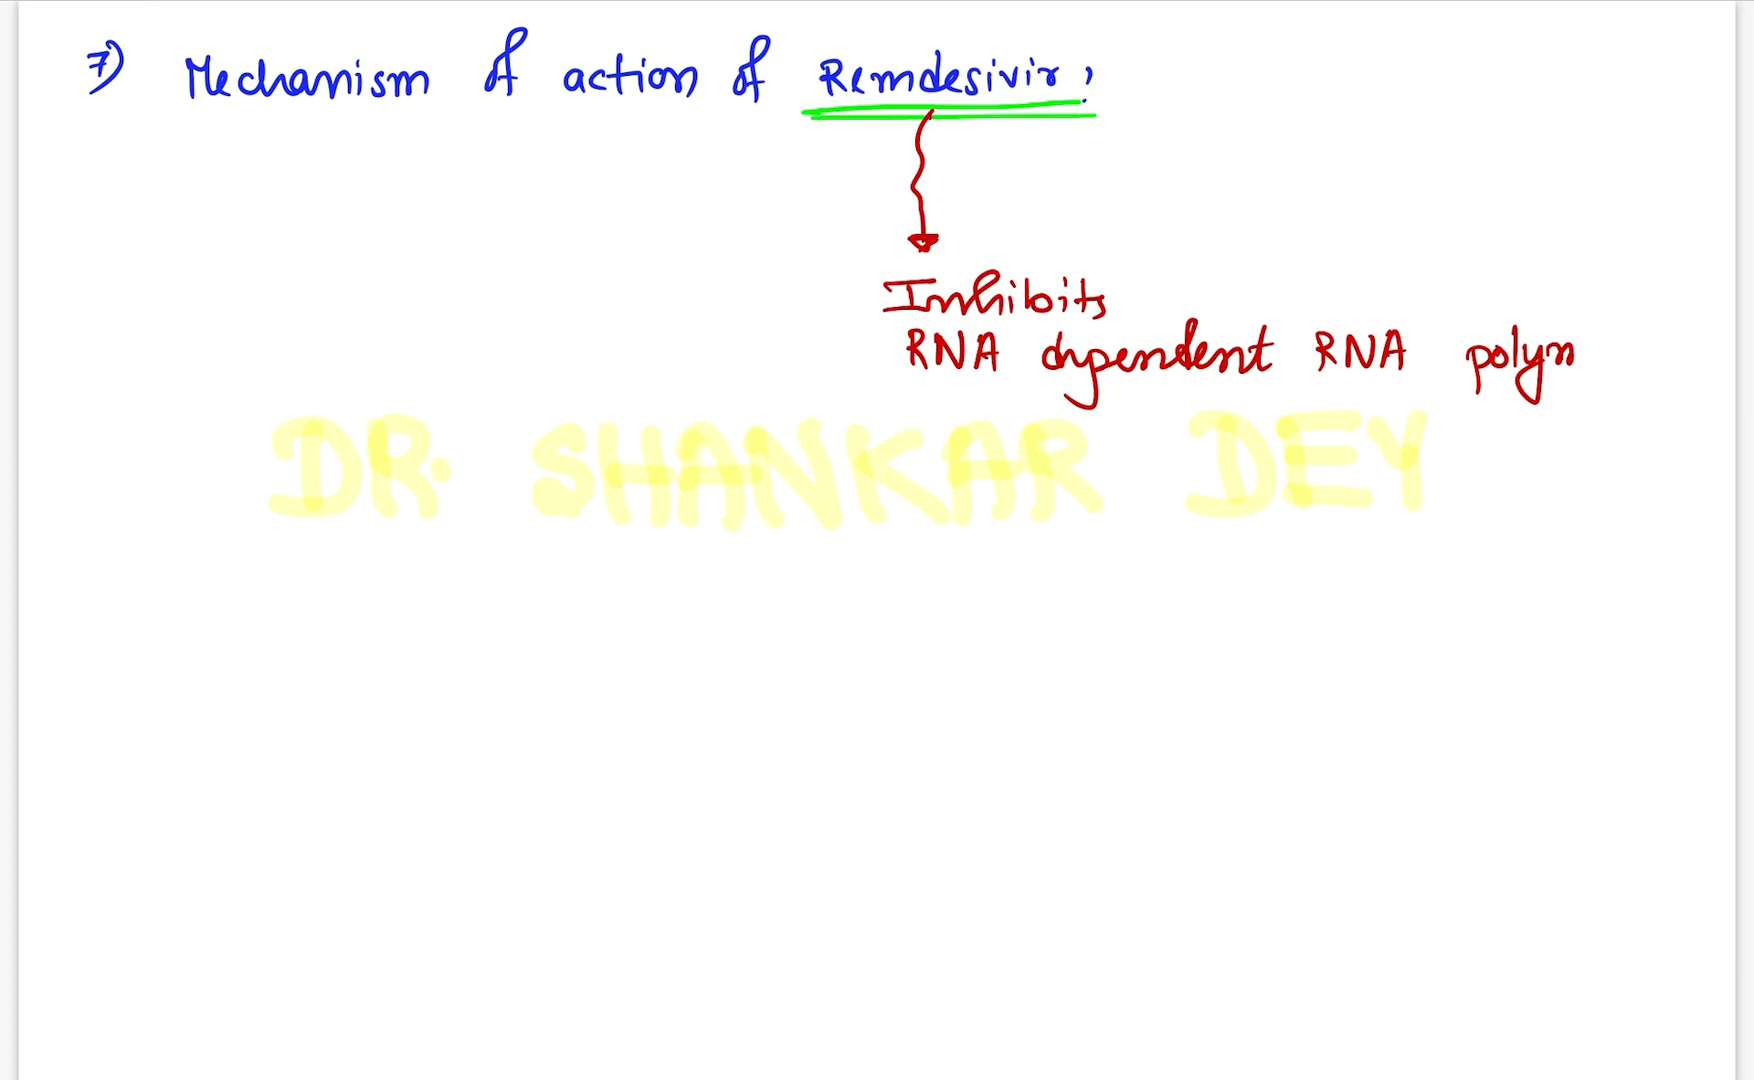 7) Mechanism of action of Remdesivir?
Inhibits
RNA dependent RNA polym
DR. SHANKAR DEY